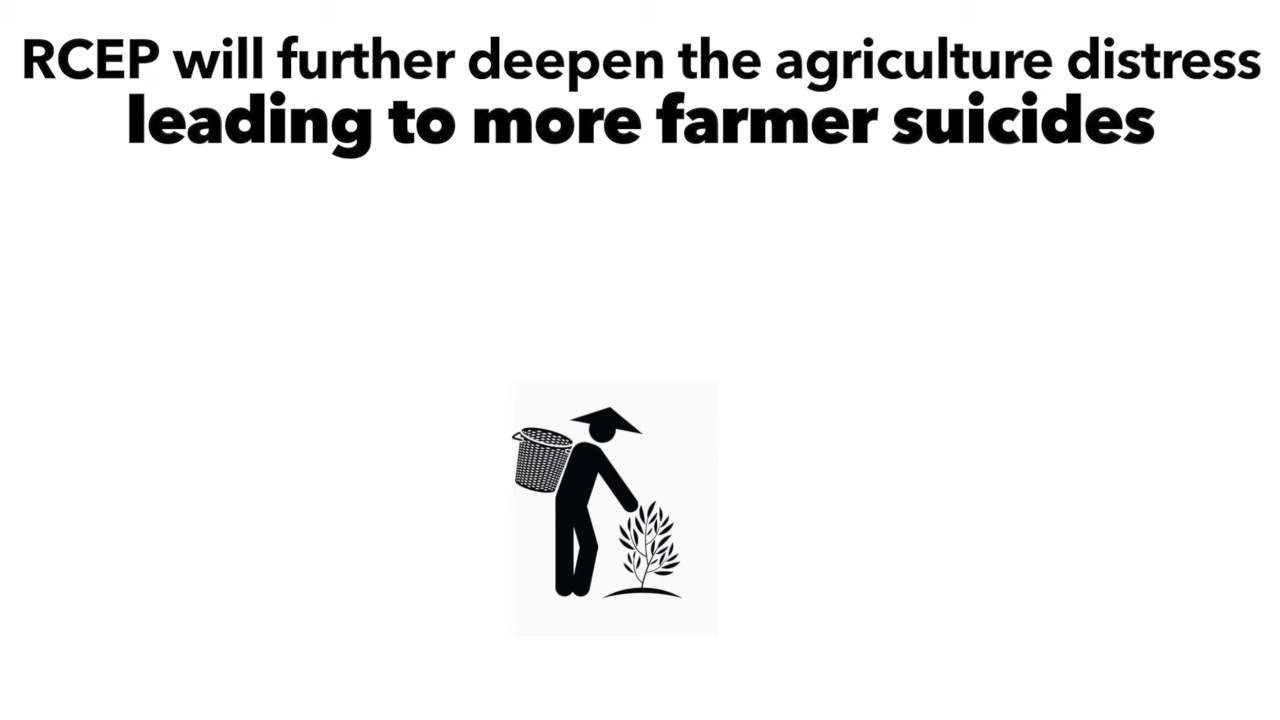 RCEP will further deepen the agriculture distress
leading to more farmer suicides